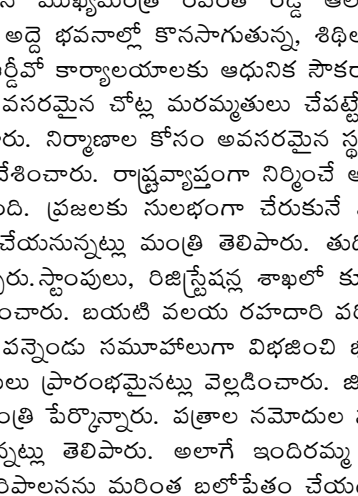 ముఖ్యమంత్రి రేవంత్ రెడ్డి
అద్దె భవనాల్లో కొనసాగుతున్న, శిథిల
ర్డీవో కార్యాలయాలకు ఆధునిక సౌకర
వసరమైన చోట్ల మరమ్మతులు చేపట్టే
రు. నిర్మాణాల కోసం అవసరమైన స్థ
దేశించారు. రాష్ట్రవ్యాప్తంగా నిర్మించే
ంది. ప్రజలకు సులభంగా చేరుకునే
చేయనున్నట్లు మంత్రి తెలిపారు. తుది
్చరు. స్టాంపులు, రిజిస్ట్రేషన్ల శాఖలో కు
ంచారు. బయటి వలయ రహదారి పరి
పన్నెండు సమూహాలుగా విభజించి
లు ప్రారంభమైనట్లు వెల్లడించారు. జి
ంత్రి పేర్కొన్నారు. పత్రాల నమోదుల
న్నట్లు తెలిపారు. అలాగే ఇందిరమ్మ
రిపాలనను మరింత బలోపేతం చేయ